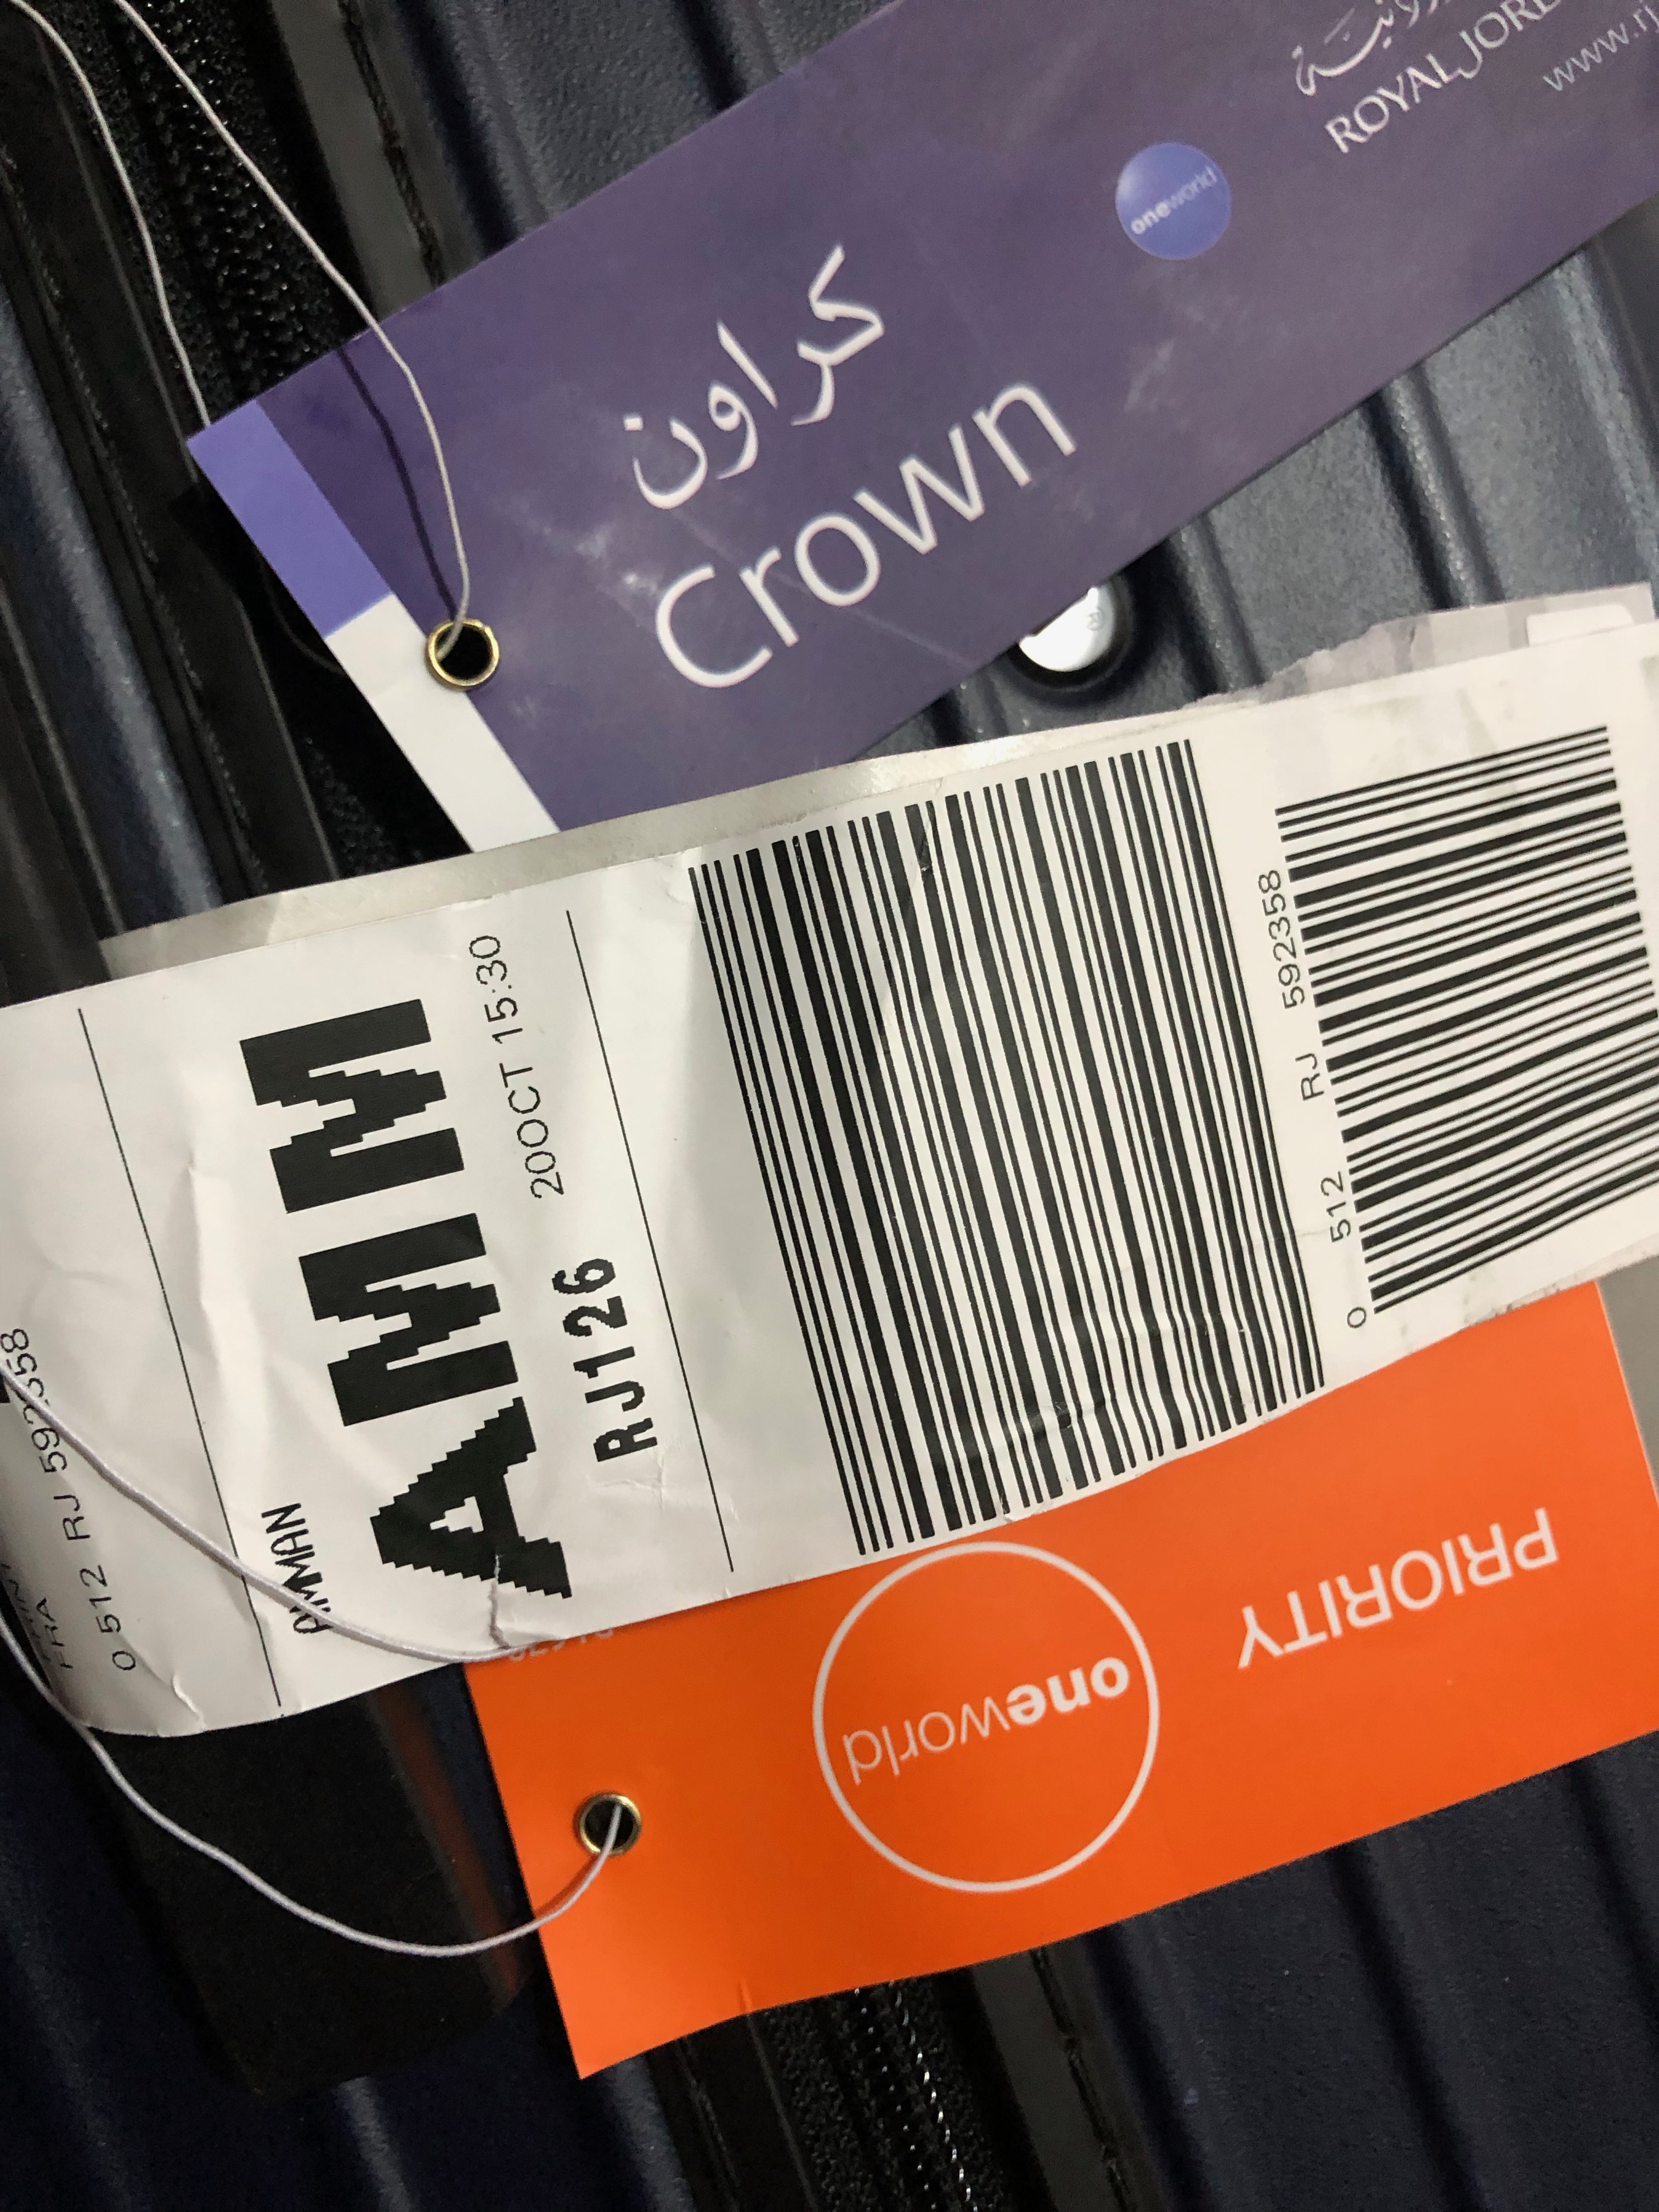 كراون
Crown
oneworld
ROYAL
www.rj
AMMAN
AMM
RJ126 20OCT 15:30
FRA
0 512 RJ 592358
0 512 RJ 592358
oneworld
PRIORITY